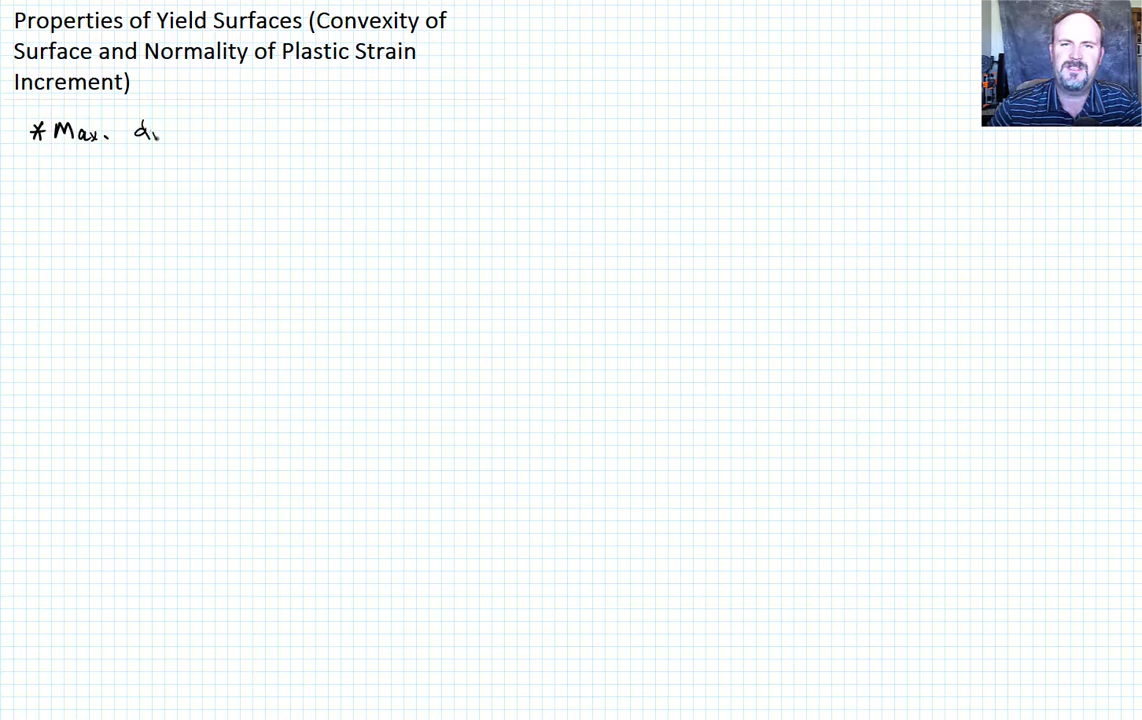 Properties of Yield Surfaces (Convexity of
Surface and Normality of Plastic Strain
Increment)
* Max.